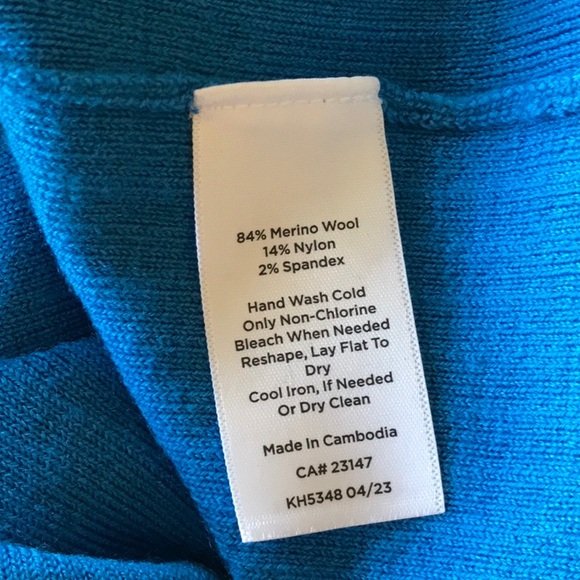 84% Merino Wool
14% Nylon
2% Spandex
Hand Wash Cold
Only Non-Chlorine
Bleach When Needed
Reshape, Lay Flat To
Dry
Cool Iron, If Needed
Or Dry Clean
Made In Cambodia
CA# 23147
KH5348 04/23